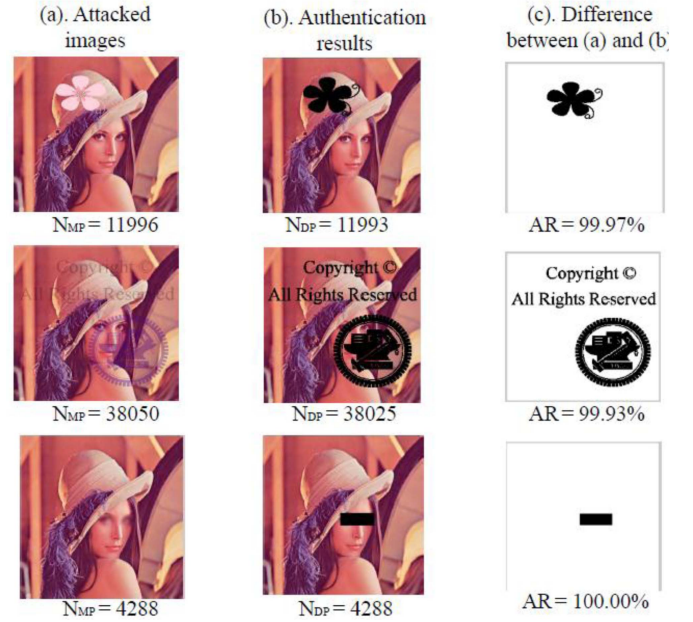 (a). Attacked
images
(b). Authentication
results
(c). Difference
between (a) and (b)
NMP = 11996
NDP = 11993
AR = 99.97%
Copyright ©
All Rights Reserved
Copyright ©
All Rights Reserved
Copyright ©
All Rights Reserved
NMP = 38050
NDP = 38025
AR = 99.93%
NMP = 4288
NDP = 4288
AR = 100.00%